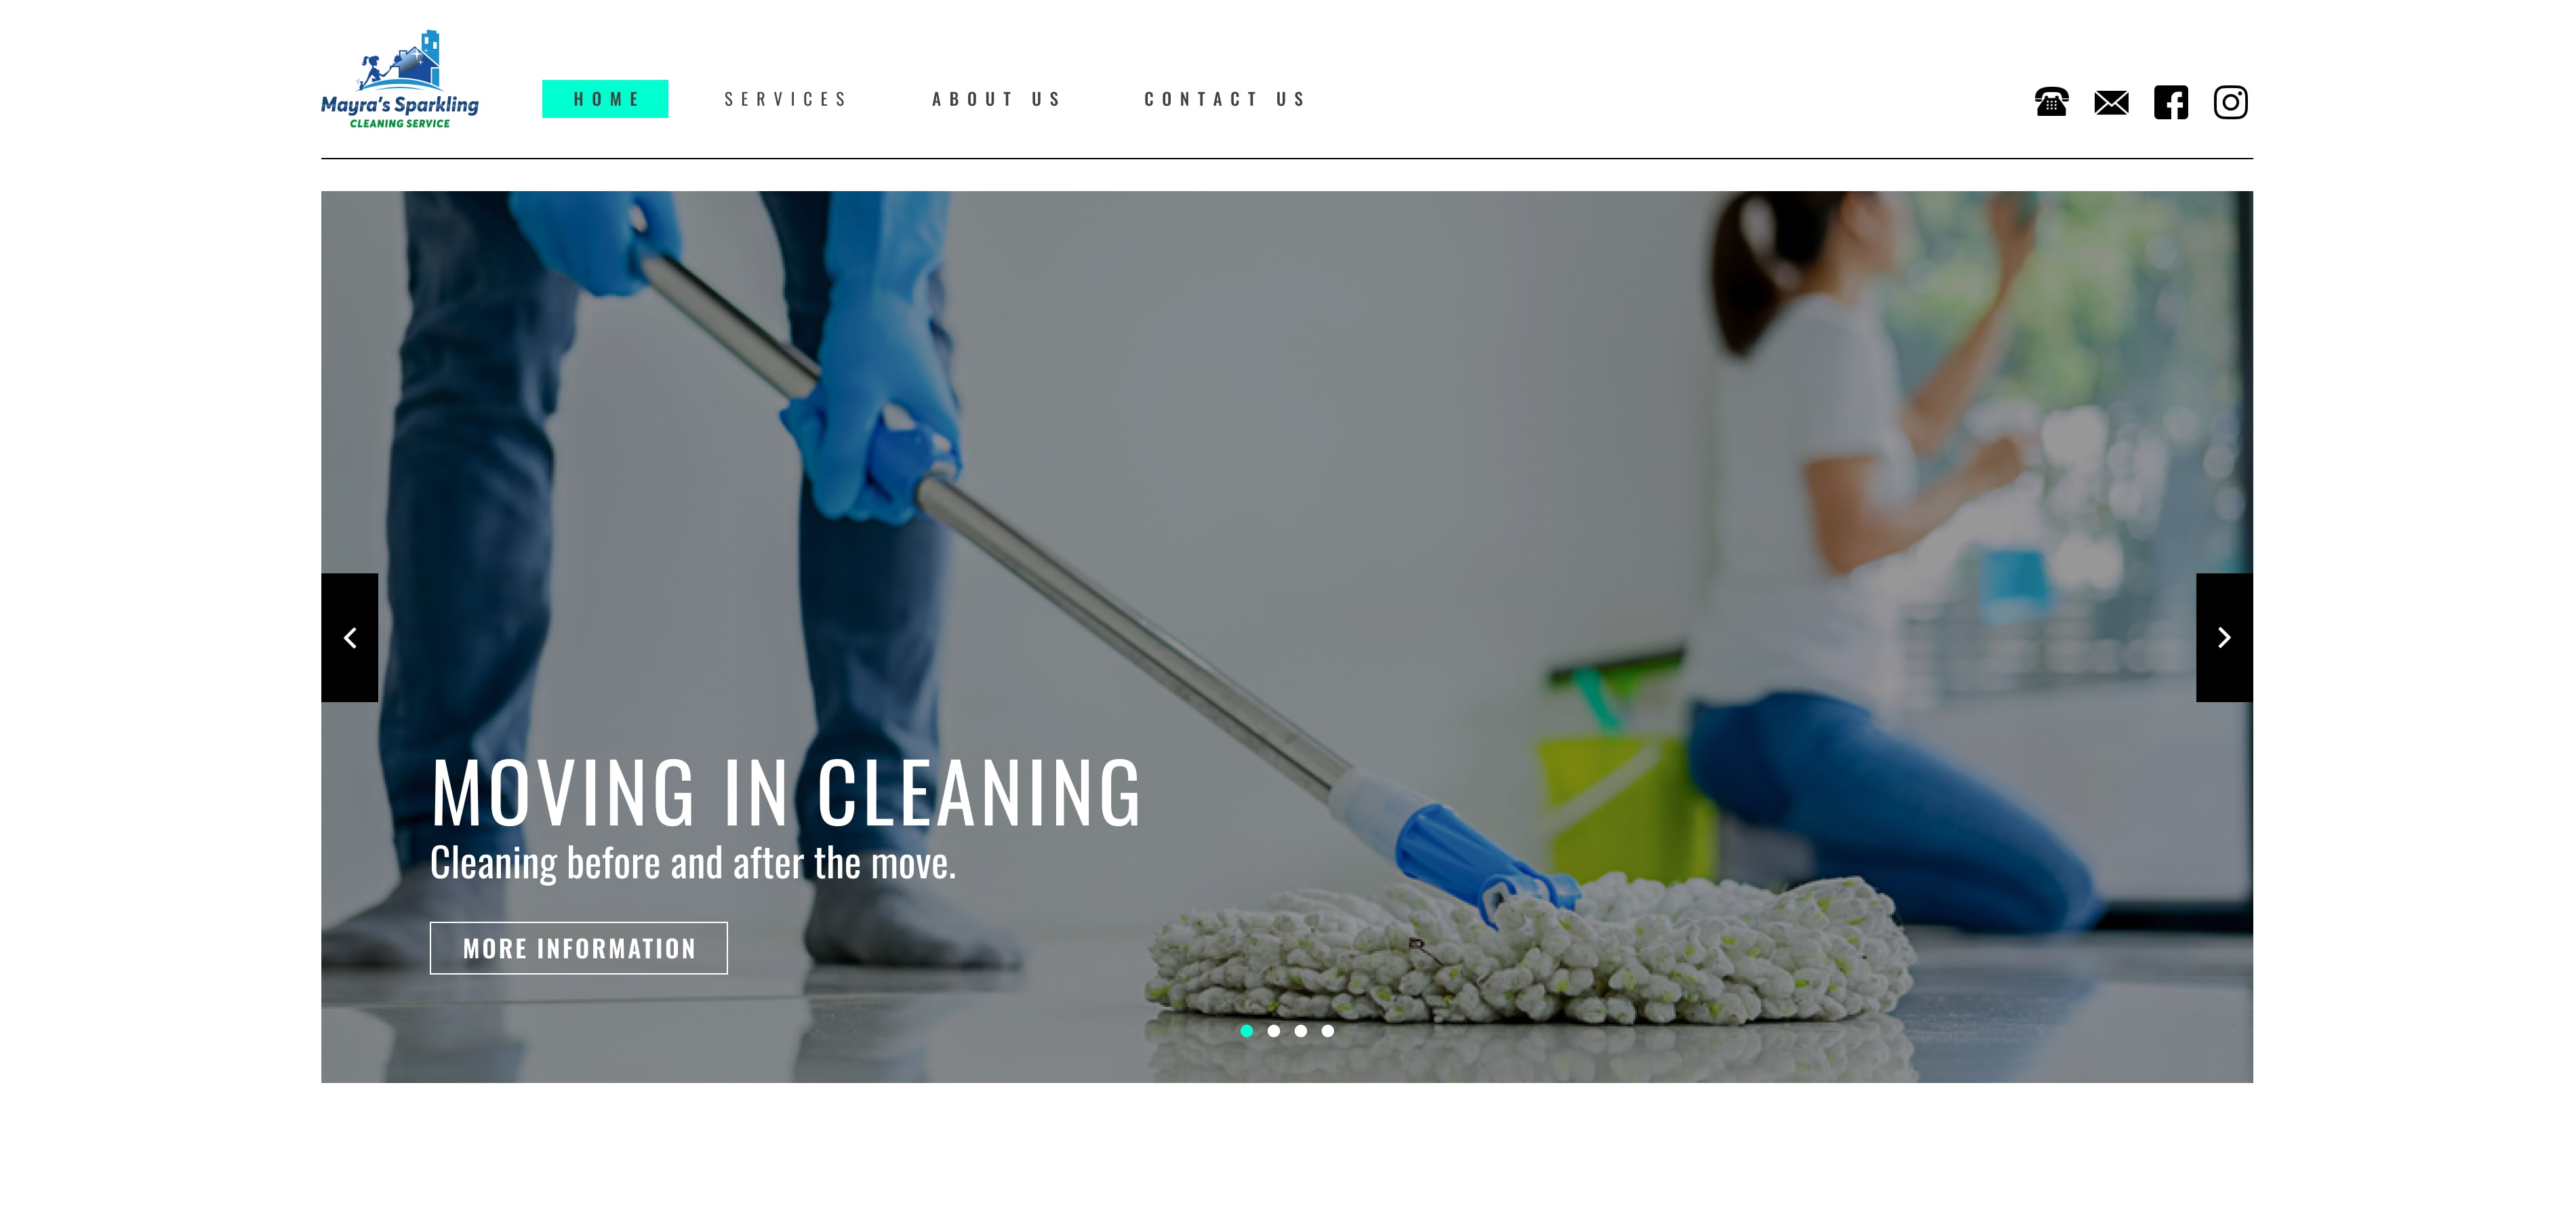 Mayra's Sparkling
CLEANING SERVICE
HOME
SERVICES
ABOUT US
CONTACT US
MOVING IN CLEANING
Cleaning before and after the move.
MORE INFORMATION